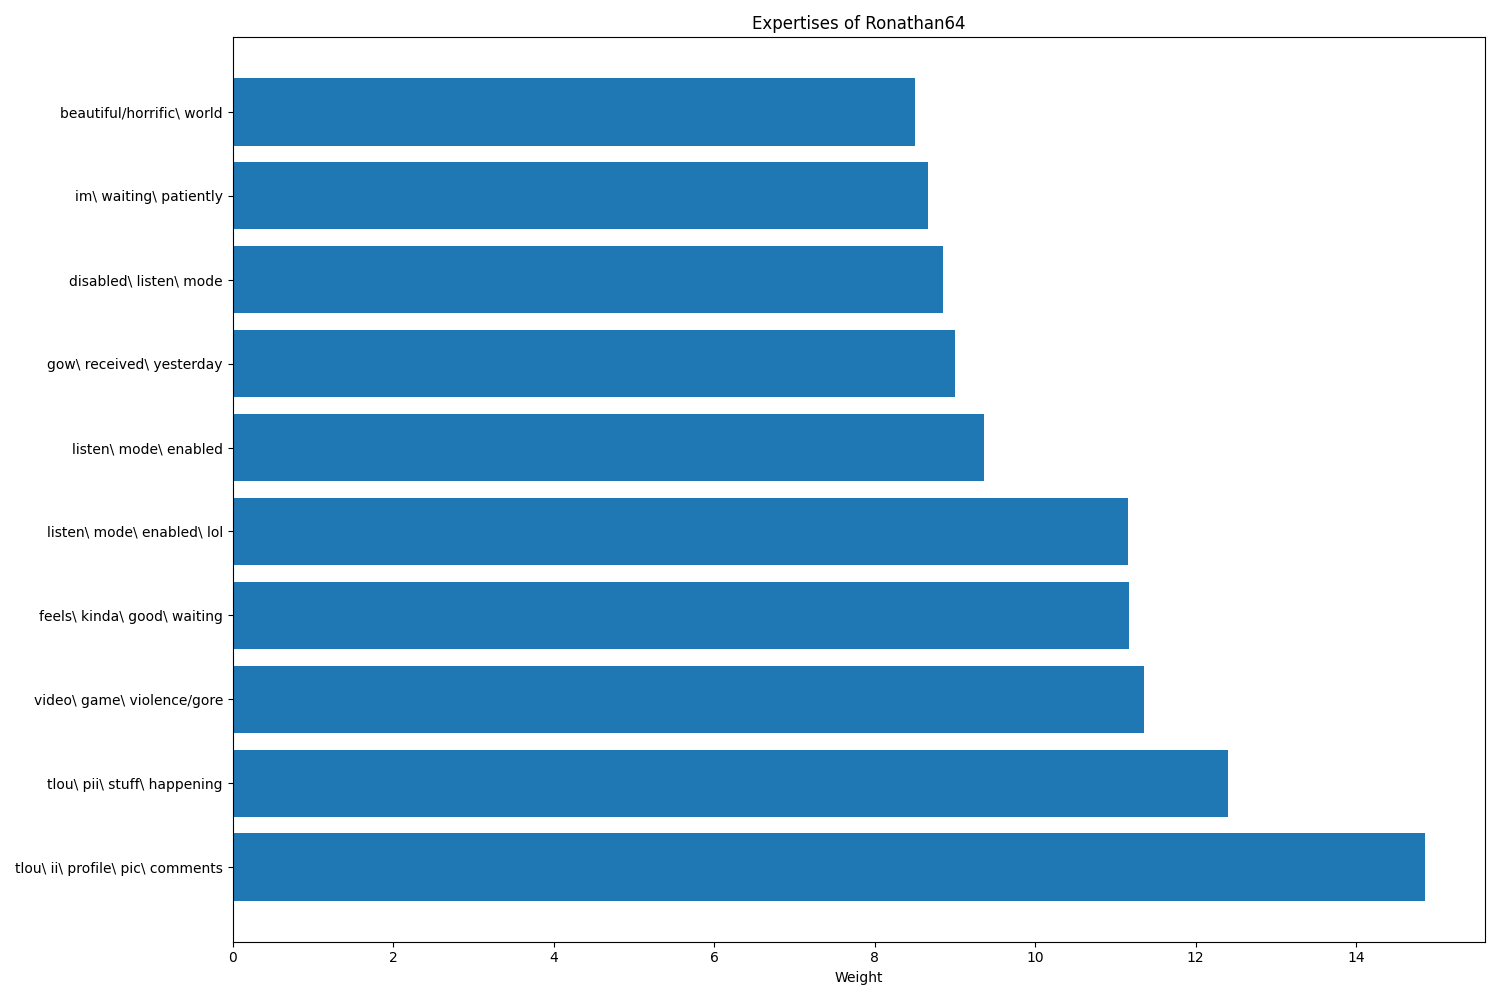 Expertises of Ronathan64
beautiful/horrific\ world
im\ waiting\ patiently
disabled\ listen\ mode
gow\ received\ yesterday
listen\ mode\ enabled
listen\ mode\ enabled\ lol
feels\ kinda\ good\ waiting
video\ game\ violence/gore
tlou\ pii\ stuff\ happening
tlou\ ii\ profile\ pic\ comments
0 2 4 6 8 10 12 14
Weight